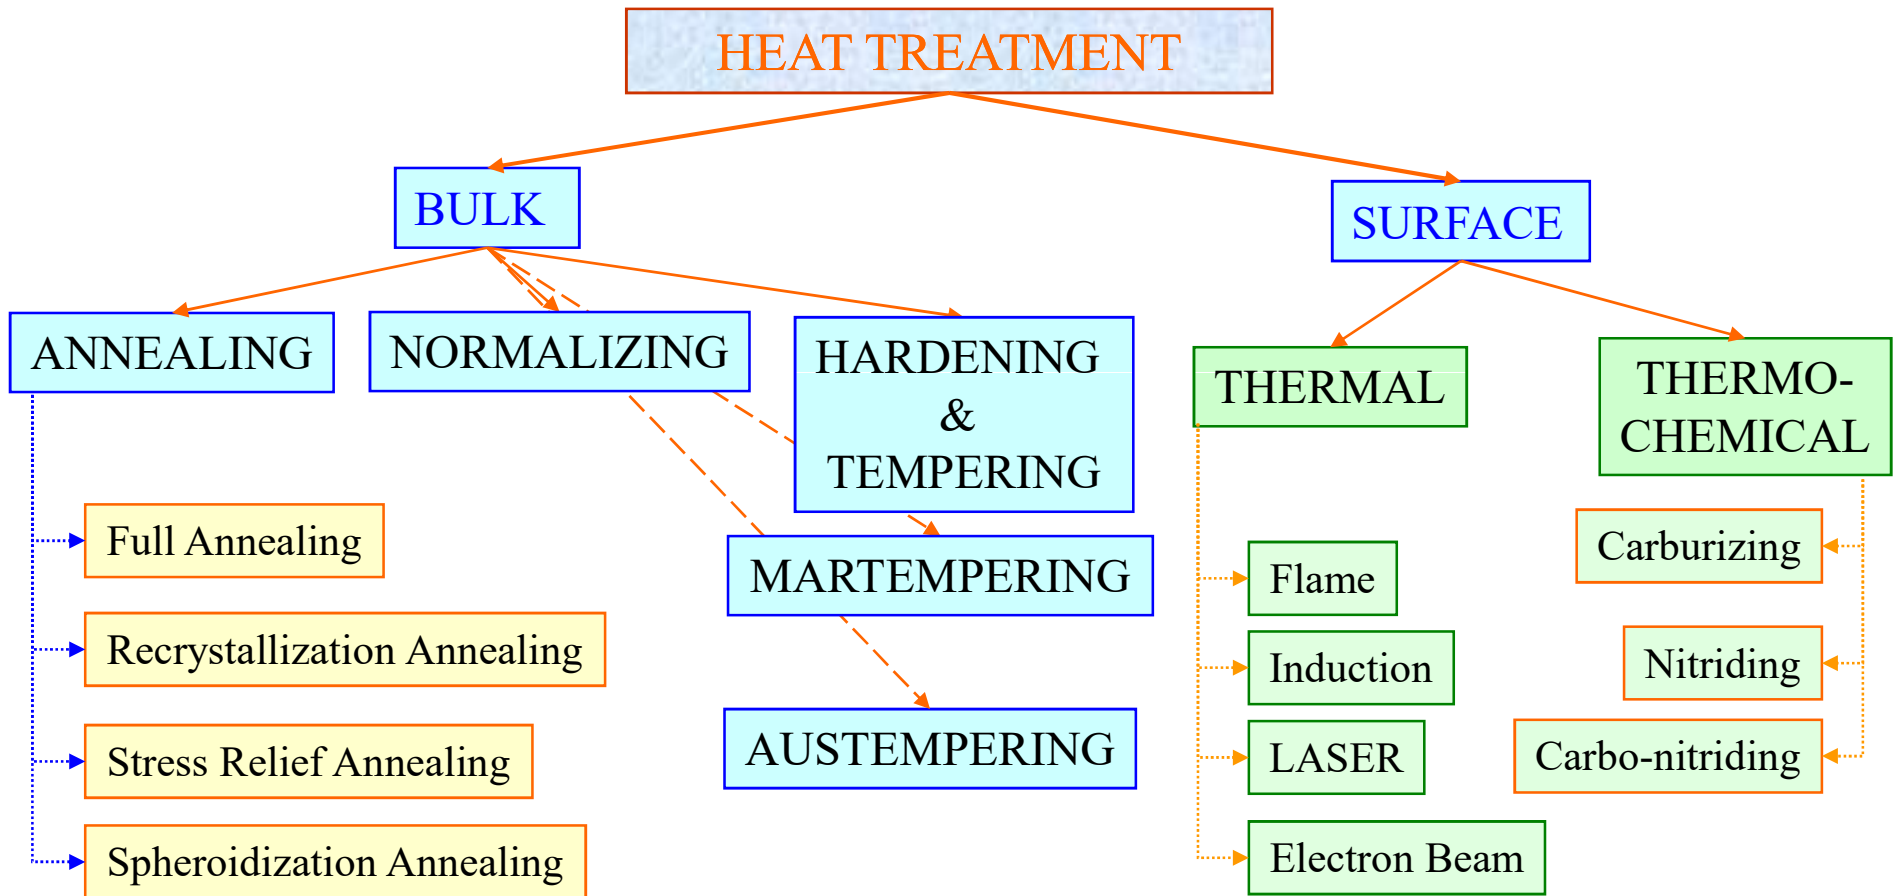 HEAT TREATMENT
BULK
SURFACE
ANNEALING
NORMALIZING
HARDENING
&
TEMPERING
THERMAL
THERMO-
CHEMICAL
Full Annealing
Recrystallization Annealing
Stress Relief Annealing
Spheroidization Annealing
MARTEMPERING
AUSTEMPERING
Flame
Induction
LASER
Electron Beam
Carburizing
Nitriding
Carbo-nitriding